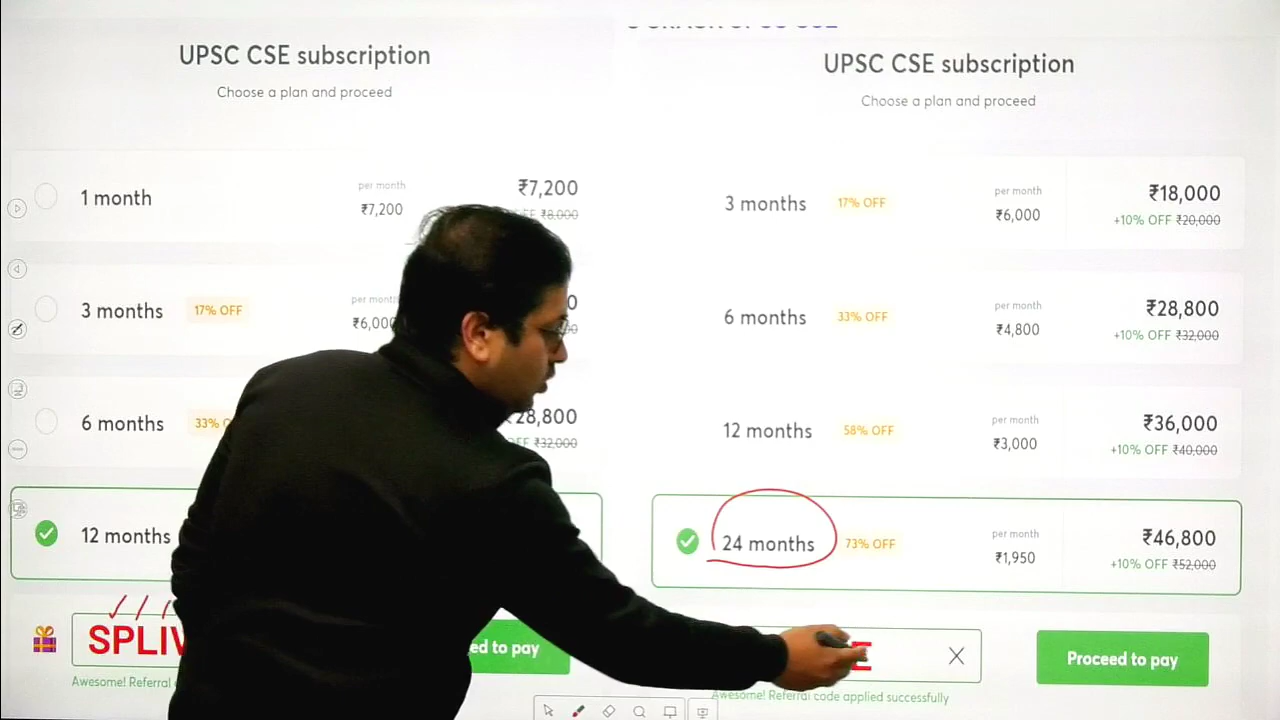 UPSC CSE subscription
Choose a plan and proceed
1 month
per month
₹7,200
₹7,200
₹8,000
3 months
17% OFF
per month
₹6,000
6 months
33%
₹28,800
₹32,000
12 months
SPLIV
Awesome! Referral
to pay
UPSC CSE subscription
Choose a plan and proceed
3 months
17% OFF
per month
₹6,000
₹18,000
+10% OFF ₹20,000
6 months
33% OFF
per month
₹4,800
₹28,800
+10% OFF ₹32,000
12 months
58% OFF
per month
₹3,000
₹36,000
+10% OFF ₹40,000
24 months
73% OFF
per month
₹1,950
₹46,800
+10% OFF ₹52,000
E
Proceed to pay
Awesome! Referral code applied successfully